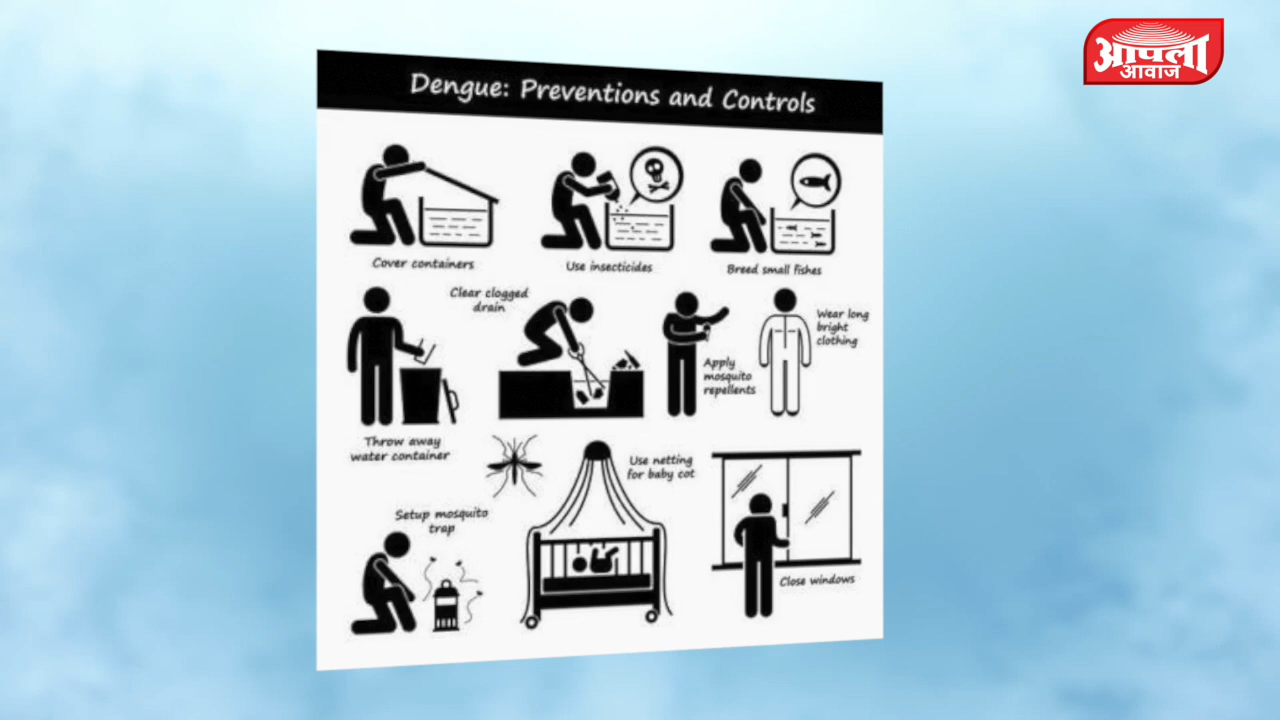 आपला
आवाज
Dengue: Preventions and Controls
Cover containers
Use insecticides
Breed small fishes
Clear clogged
drain
Wear long
bright
clothing
Apply
mosquito
repellents
Throw away
water container
Use netting
for baby cot
Setup mosquito
trap
Close windows